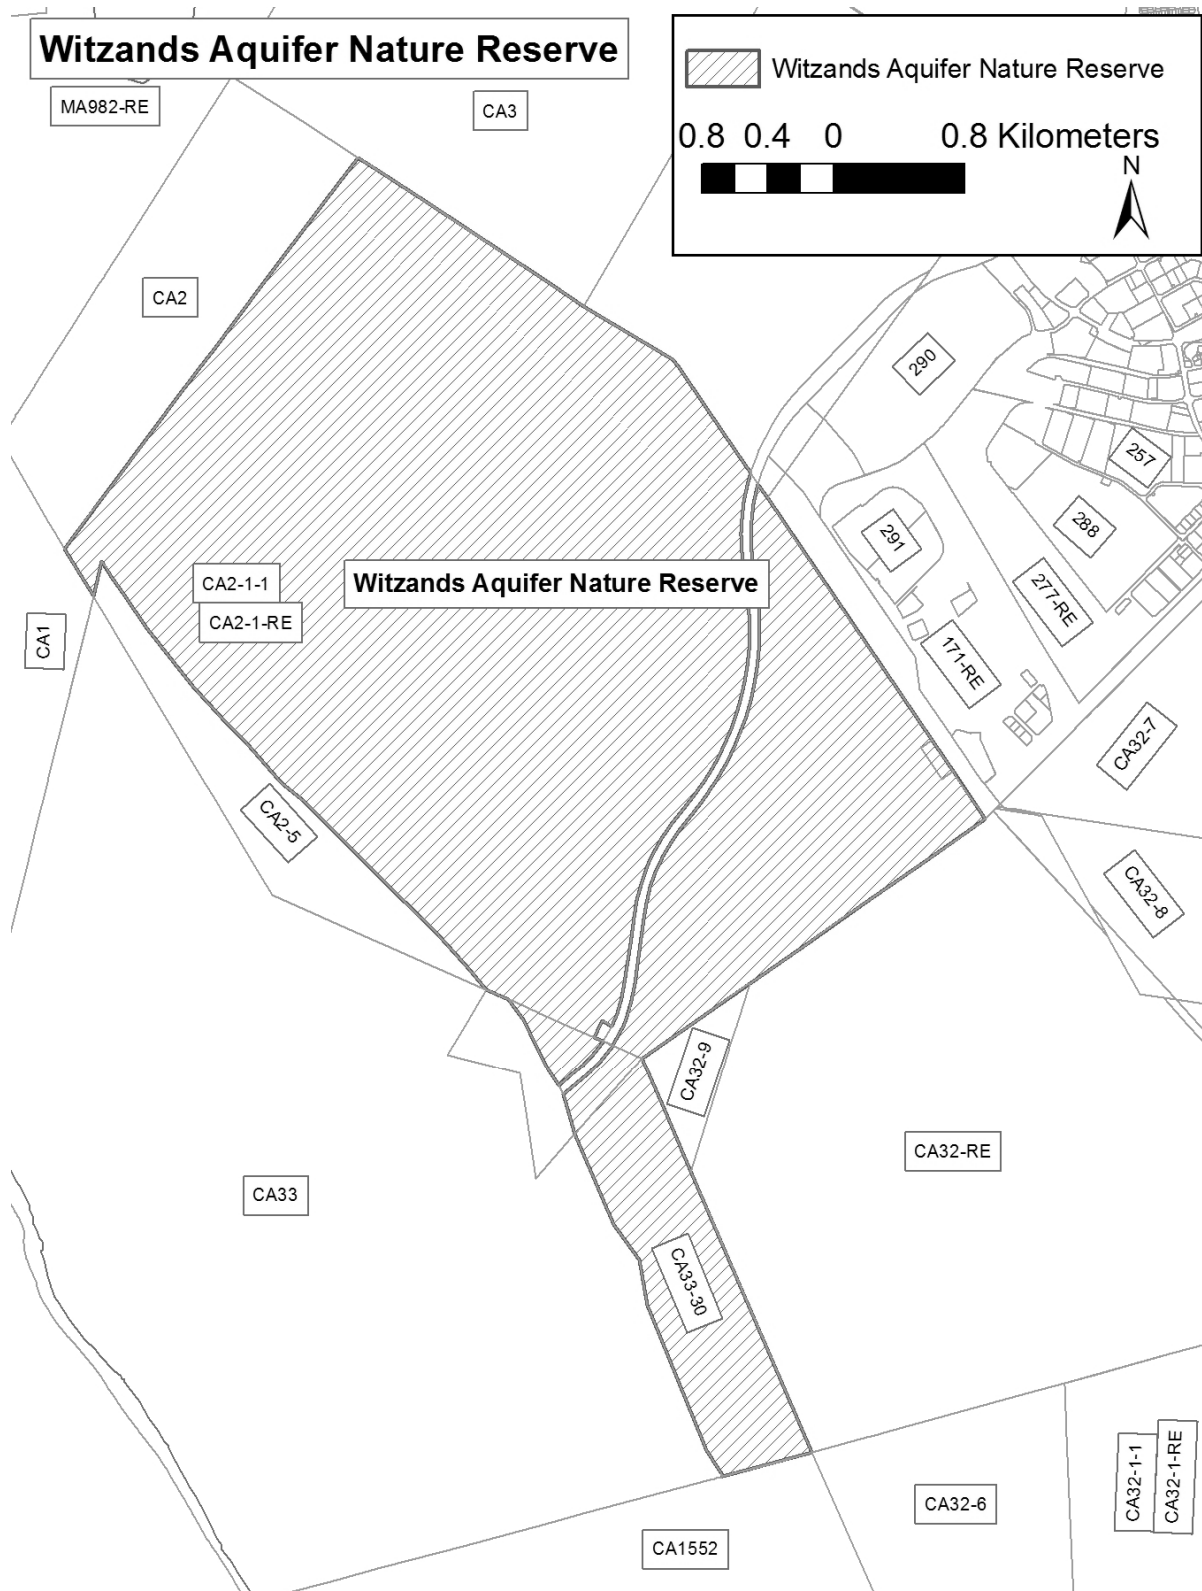 Witzands Aquifer Nature Reserve
Witzands Aquifer Nature Reserve
0.8 0.4 0 0.8 Kilometers
N
MA982-RE
CA3
CA2
290
257
288
291
277-RE
171-RE
CA2-1-1
CA2-1-RE
Witzands Aquifer Nature Reserve
CA1
CA2-5
CA32-7
CA32-8
CA32-9
CA32-RE
CA33
CA33-30
CA32-1-1
CA32-1-RE
CA32-6
CA1552